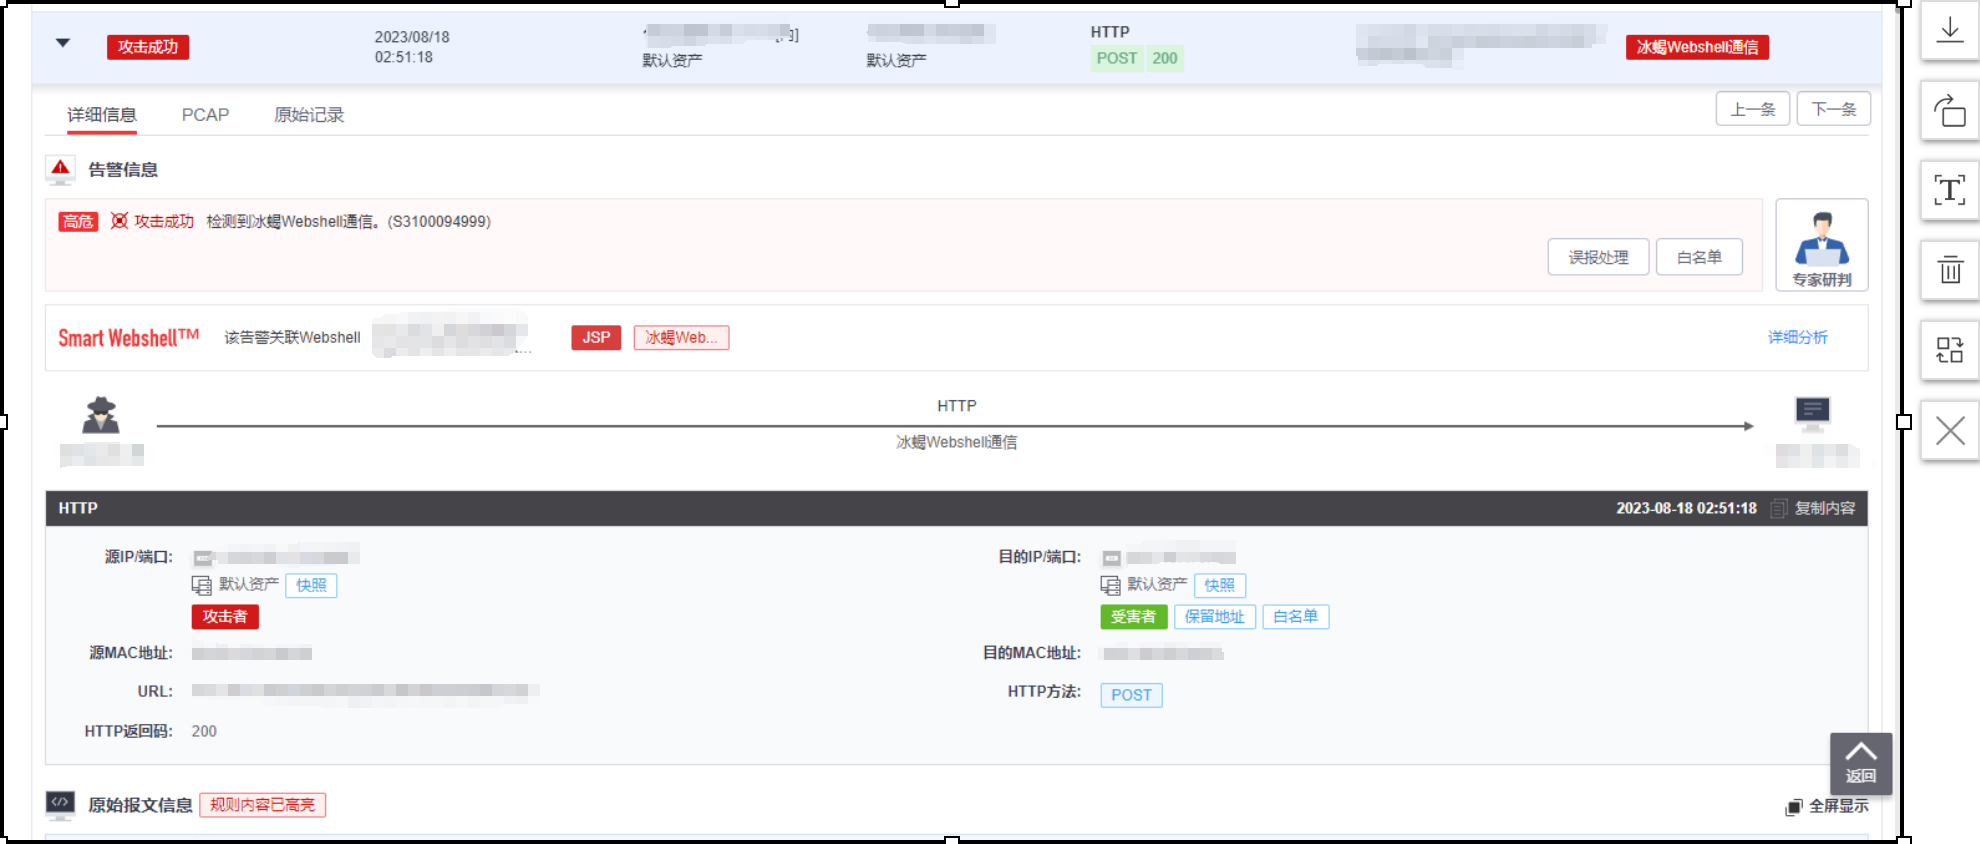 攻击成功
2023/08/18
02:51:18
默认资产
默认资产
HTTP
POST 200
冰蝎Webshell通信
详细信息 PCAP 原始记录
上一条 下一条
告警信息
高危 攻击成功 检测到冰蝎Webshell通信。(S3100094999)
误报处理 白名单
专家研判
Smart Webshell™ 该告警关联Webshell ... JSP 冰蝎Web... 详细分析
HTTP
冰蝎Webshell通信
HTTP 2023-08-18 02:51:18 复制内容
源IP/端口: 目的IP/端口:
默认资产 快照 默认资产 快照
攻击者 受害者 保留地址 白名单
源MAC地址: 目的MAC地址:
URL: HTTP方法: POST
HTTP返回码: 200
返回
原始报文信息 规则内容已高亮 全屏显示